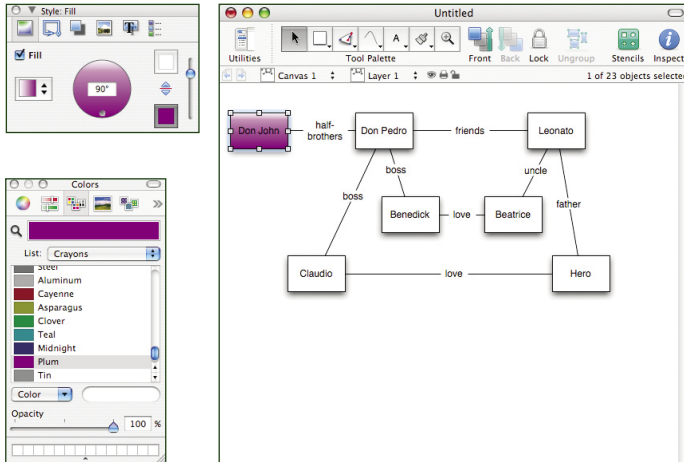 Style: Fill
Fill
90°
Colors
List: Crayons
Steel
Aluminum
Cayenne
Asparagus
Clover
Teal
Midnight
Plum
Tin
Color
Opacity
100 %
Untitled
A
Utilities
Tool Palette
Front
Back
Lock
Ungroup
Stencils
Inspect
Canvas 1
Layer 1
1 of 23 objects selecte
Don John
half-
brothers
Don Pedro
friends
Leonato
boss
boss
uncle
father
Benedick
love
Beatrice
Claudio
love
Hero